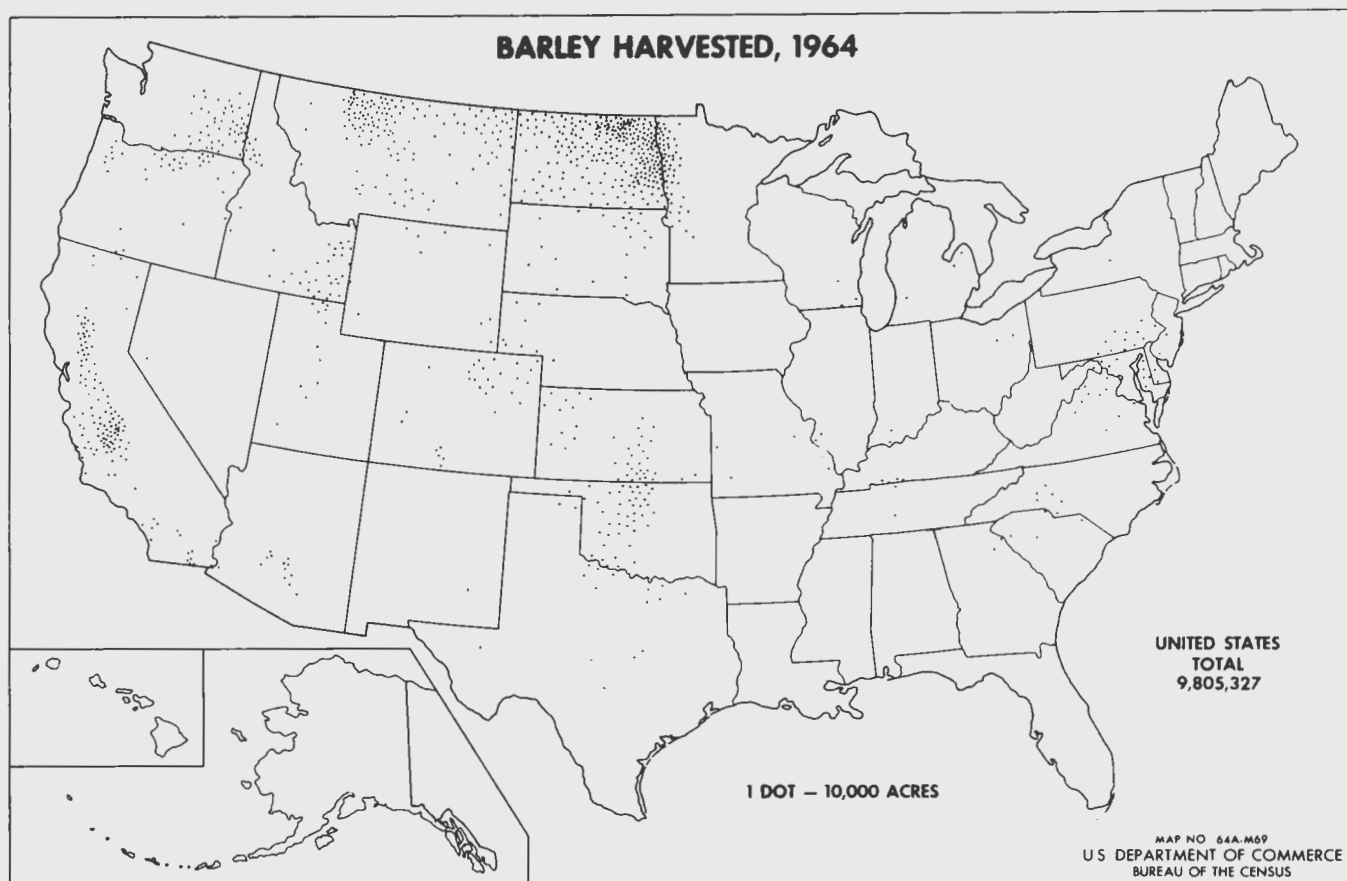 BARLEY HARVESTED, 1964
UNITED STATES
TOTAL
9,805,327
1 DOT – 10,000 ACRES
MAP NO 64A-M69
U S DEPARTMENT OF COMMERCE
BUREAU OF THE CENSUS